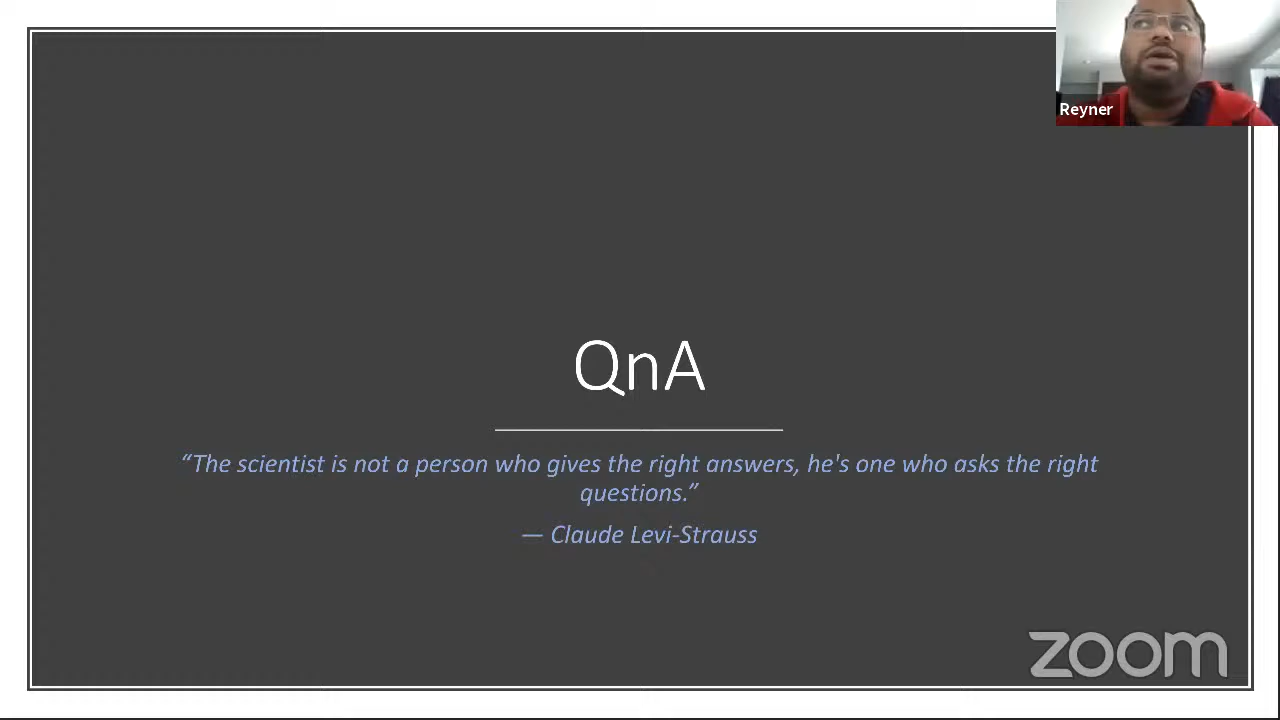 Reyner
QnA
“The scientist is not a person who gives the right answers, he's one who asks the right
questions.”
— Claude Levi-Strauss
zoom